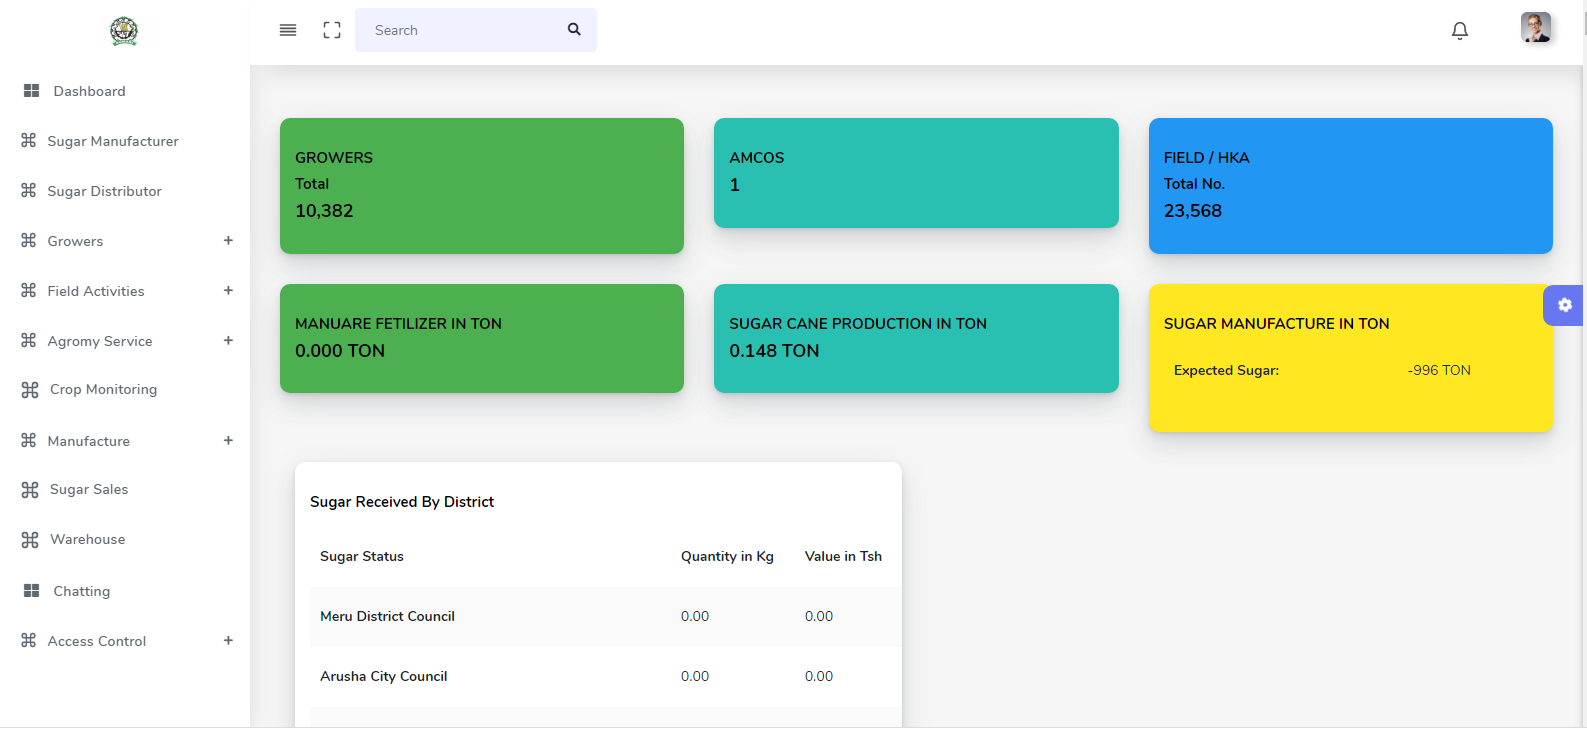 Search
Dashboard
Sugar Manufacturer
Sugar Distributor
Growers +
Field Activities +
Agromy Service +
Crop Monitoring
Manufacture +
Sugar Sales
Warehouse
Chatting
Access Control +
GROWERS
Total
10,382
AMCOS
1
FIELD / HKA
Total No.
23,568
MANUARE FETILIZER IN TON
0.000 TON
SUGAR CANE PRODUCTION IN TON
0.148 TON
SUGAR MANUFACTURE IN TON
Expected Sugar: -996 TON
Sugar Received By District
Sugar Status Quantity in Kg Value in Tsh
Meru District Council 0.00 0.00
Arusha City Council 0.00 0.00